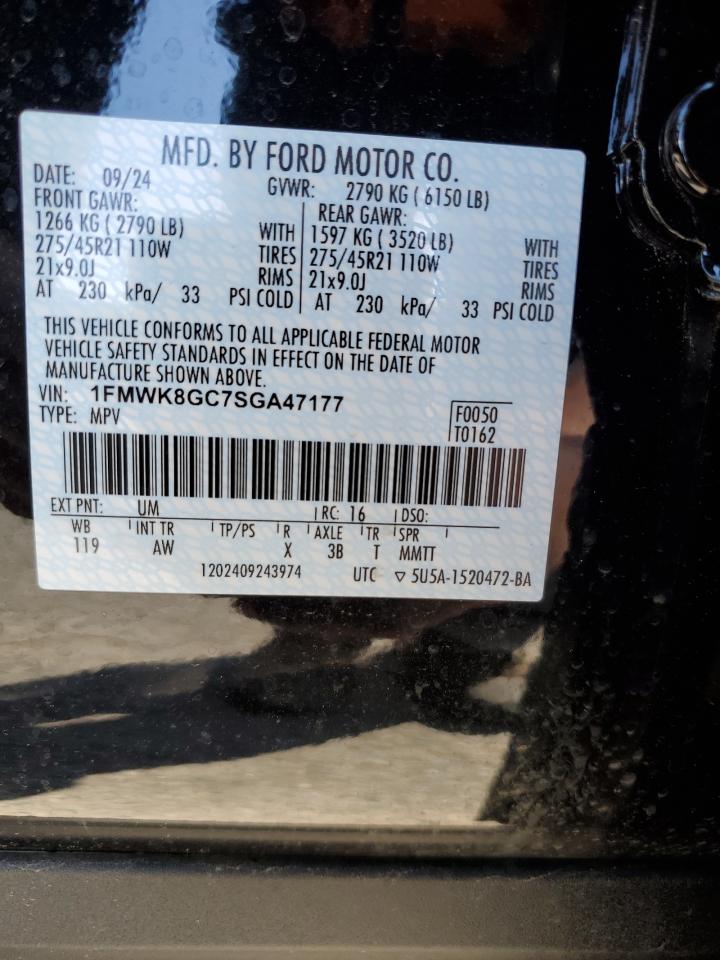 MFD. BY FORD MOTOR CO.
DATE: 09/24 GVWR: 2790 KG ( 6150 LB)
FRONT GAWR: REAR GAWR:
1266 KG ( 2790 LB) WITH 1597 KG ( 3520 LB) WITH
275/45R21 110W TIRES 275/45R21 110W TIRES
21x9.0J RIMS 21x9.0J RIMS
AT 230 kPa/ 33 PSI COLD AT 230 kPa/ 33 PSI COLD
THIS VEHICLE CONFORMS TO ALL APPLICABLE FEDERAL MOTOR
VEHICLE SAFETY STANDARDS IN EFFECT ON THE DATE OF
MANUFACTURE SHOWN ABOVE.
VIN: 1FMWK8GC7SGA47177
TYPE: MPV F0050
T0162
EXT PNT: UM RC: 16 DSO:
WB INT TR TP/PS R AXLE TR SPR
119 AW X 3B T MMTT
1202409243974 UTC ▽ 5U5A-1520472-BA